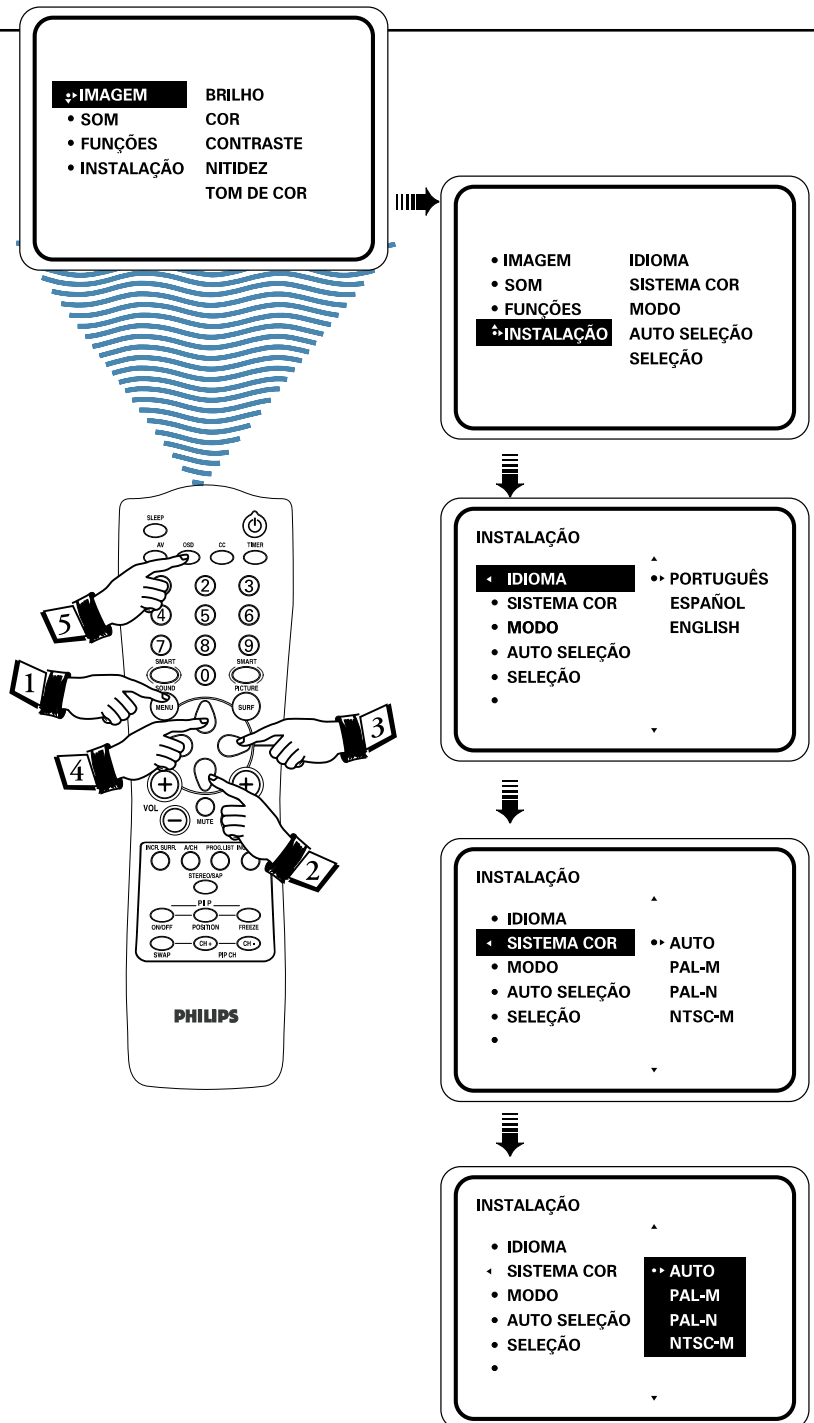 IMAGEM BRILHO
• SOM COR
• FUNÇÕES CONTRASTE
• INSTALAÇÃO NITIDEZ
TOM DE COR
• IMAGEM IDIOMA
• SOM SISTEMA COR
• FUNÇÕES MODO
INSTALAÇÃO AUTO SELEÇÃO
SELEÇÃO
INSTALAÇÃO
IDIOMA PORTUGUÊS
• SISTEMA COR ESPAÑOL
• MODO ENGLISH
• AUTO SELEÇÃO
• SELEÇÃO
•
INSTALAÇÃO
• IDIOMA
SISTEMA COR AUTO
• MODO PAL-M
• AUTO SELEÇÃO PAL-N
• SELEÇÃO NTSC-M
•
INSTALAÇÃO
• IDIOMA
SISTEMA COR AUTO
• MODO PAL-M
• AUTO SELEÇÃO PAL-N
• SELEÇÃO NTSC-M
•
SLEEP
AV OSD CC TIMER
2 3
4 5 6
7 8 9
SMART 0 SMART
SOUND PICTURE
MENU SURF
+ +
VOL
−
MUTE
INCR. SURR. A/CH PROG.LIST
STEREO/SAP
PIP
ON/OFF POSITION FREEZE
CH + CH -
SWAP PIP CH
PHILIPS
5
1
3
4
2